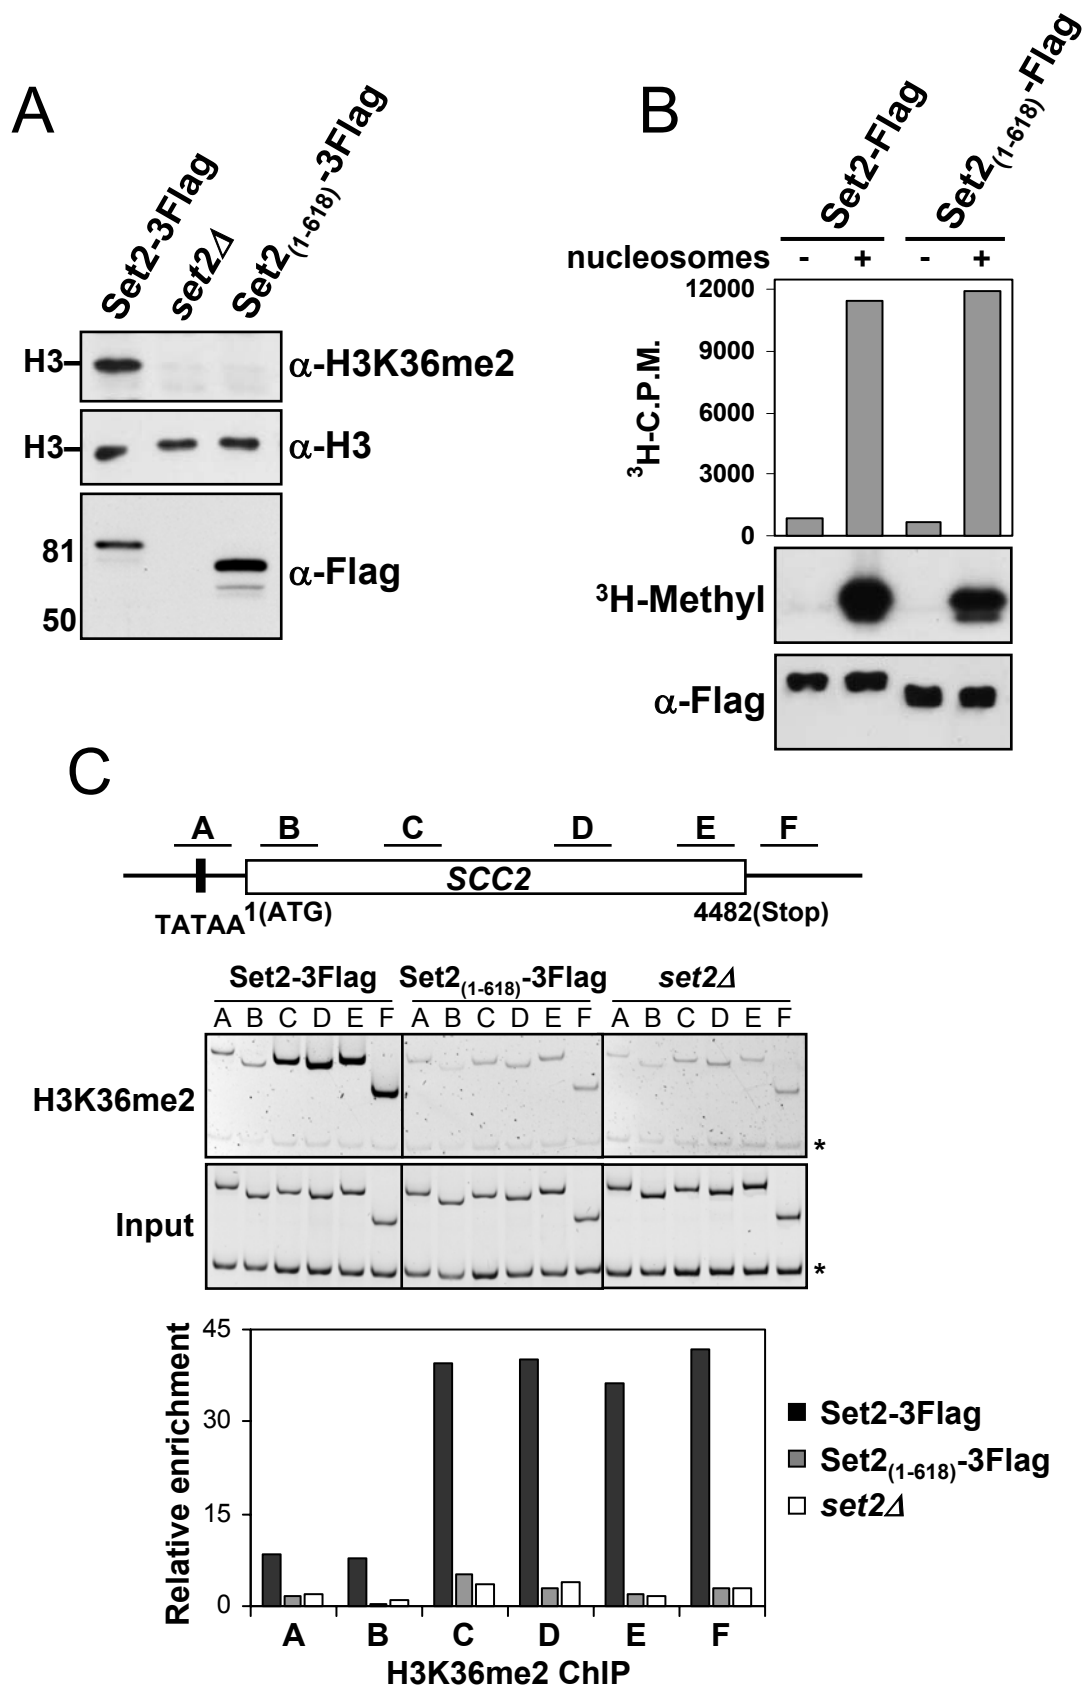 A
Set2-3Flag
set2Δ
Set2(1-618)-3Flag
H3
α-H3K36me2
H3
α-H3
81
50
α-Flag
B
Set2-Flag
Set2(1-618)-Flag
nucleosomes - + - +
12000
9000
6000
3000
0
3H-C.P.M.
3H-Methyl
α-Flag
C
A B C D E F
SCC2
TATAA 1(ATG) 4482(Stop)
Set2-3Flag Set2(1-618)-3Flag set2Δ
A B C D E F A B C D E F A B C D E F
H3K36me2
*
Input
*
45
30
15
0
Relative enrichment
A B C D E F
H3K36me2 ChIP
Set2-3Flag
Set2(1-618)-3Flag
set2Δ